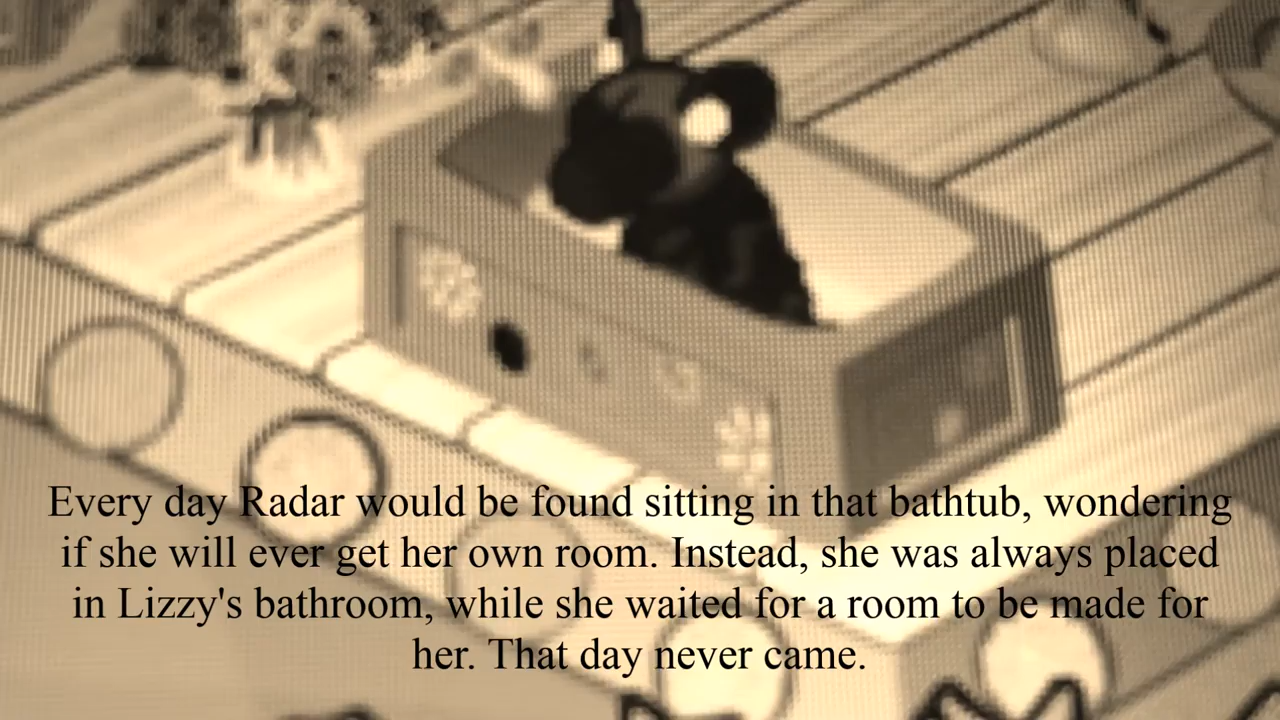 Every day Radar would be found sitting in that bathtub, wondering
if she will ever get her own room. Instead, she was always placed
in Lizzy's bathroom, while she waited for a room to be made for
her. That day never came.